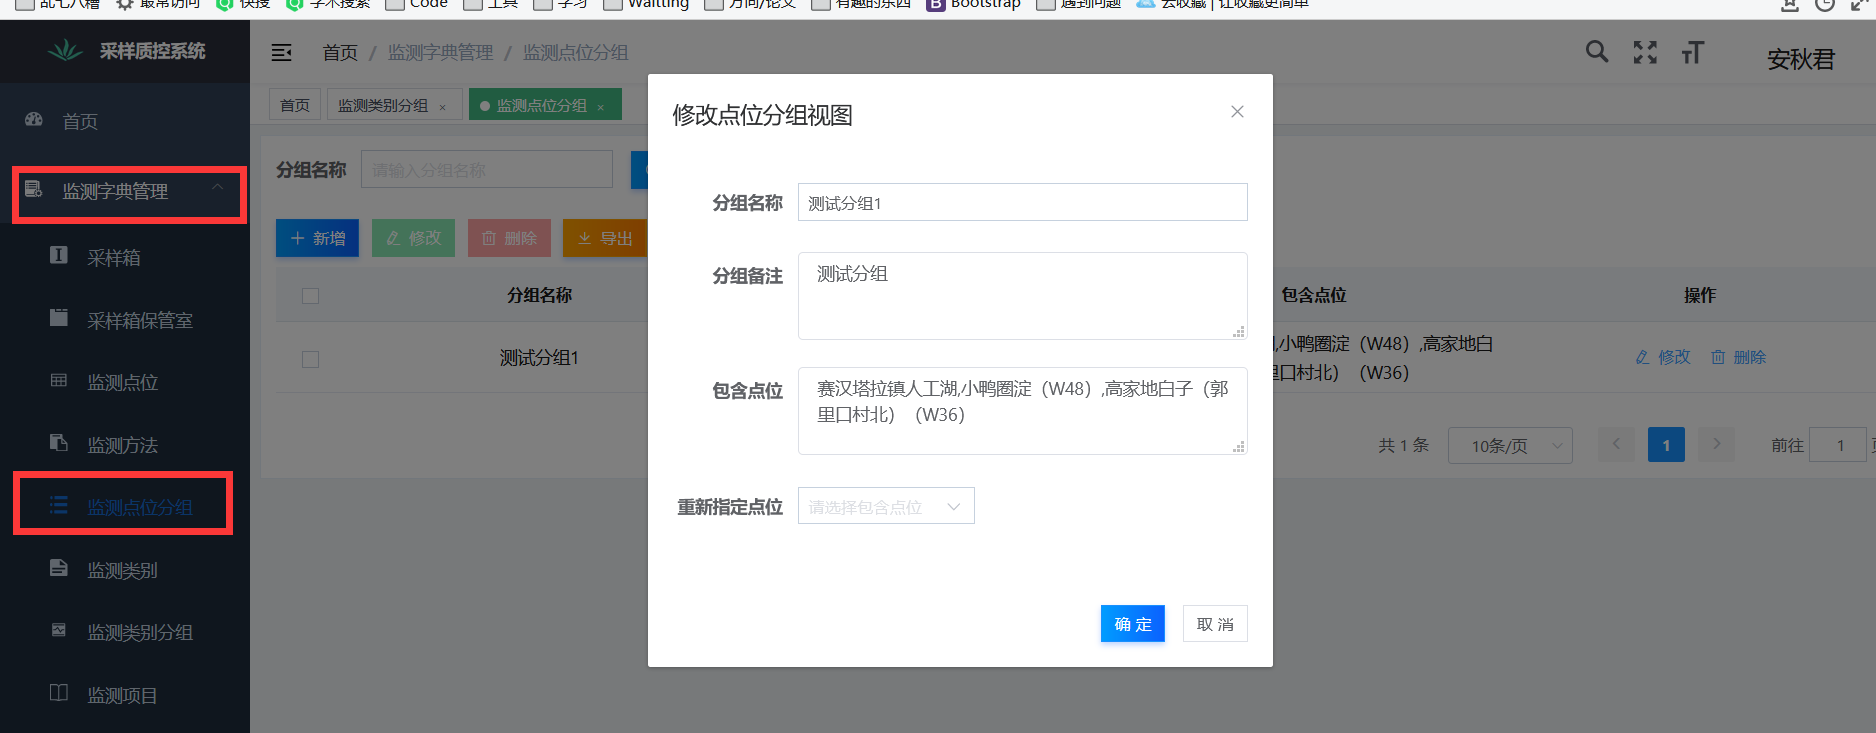 乱七八糟 最常访问 快搜 学术搜索 Code 工具 学习 Waitting 方向/论文 有趣的东西 Bootstrap 遇到问题 云收藏 | 让收藏更简单
采样质控系统
首页 / 监测字典管理 / 监测点位分组
安秋君
首页
监测类别分组 ×
监测点位分组 ×
首页
监测字典管理
采样箱
采样箱保管室
监测点位
监测方法
监测点位分组
监测类别
监测类别分组
监测项目
分组名称 请输入分组名称
新增 修改 删除 导出
分组名称 包含点位 操作
测试分组1
,小鸭圈淀（W48）,高家地白
里口村北）（W36）
修改 删除
共 1 条 10条/页 1 前往 1
修改点位分组视图
分组名称 测试分组1
分组备注 测试分组
包含点位 赛汉塔拉镇人工湖,小鸭圈淀（W48）,高家地白子（郭
里口村北）（W36）
重新指定点位 请选择包含点位
确 定 取 消